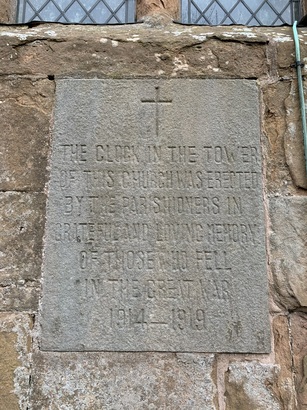 THE CLOCK IN THE TOWER
OF THIS CHURCH WAS ERECTED
BY THE PARISHIONERS IN
GRATEFUL AND LOVING MEMORY
OF THOSE WHO FELL
IN THE GREAT WAR
1914–1919